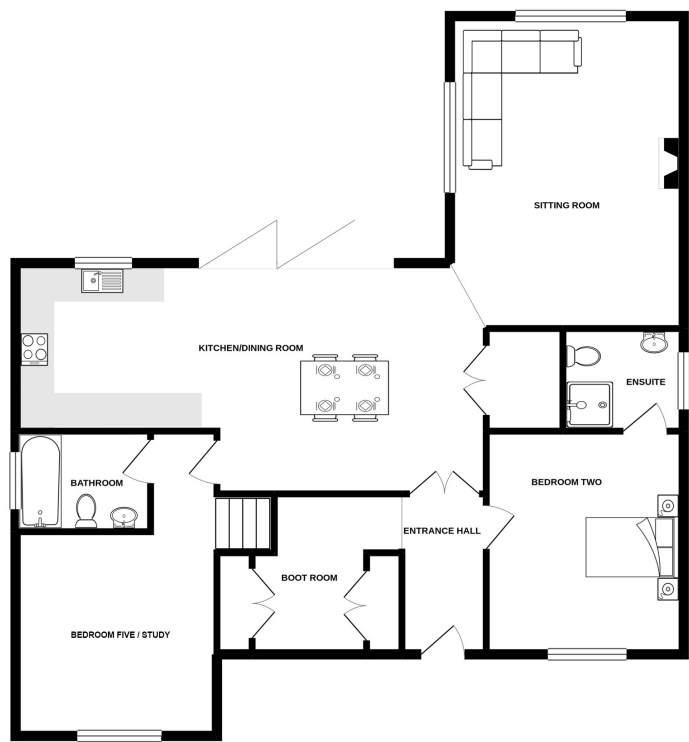 SITTING ROOM
KITCHEN/DINING ROOM
ENSUITE
BATHROOM
BEDROOM TWO
ENTRANCE HALL
BOOT ROOM
BEDROOM FIVE / STUDY